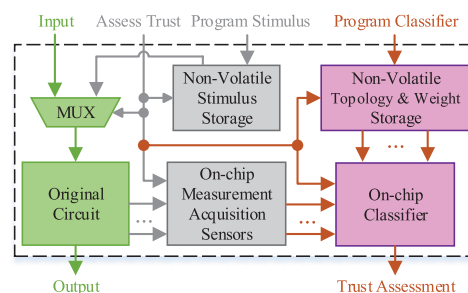 Input
Assess Trust
Program Stimulus
Program Classifier
MUX
Non-Volatile
Stimulus
Storage
Non-Volatile
Topology & Weight
Storage
...
Original
Circuit
...
On-chip
Measurement
Acquisition
Sensors
...
On-chip
Classifier
Output
Trust Assessment